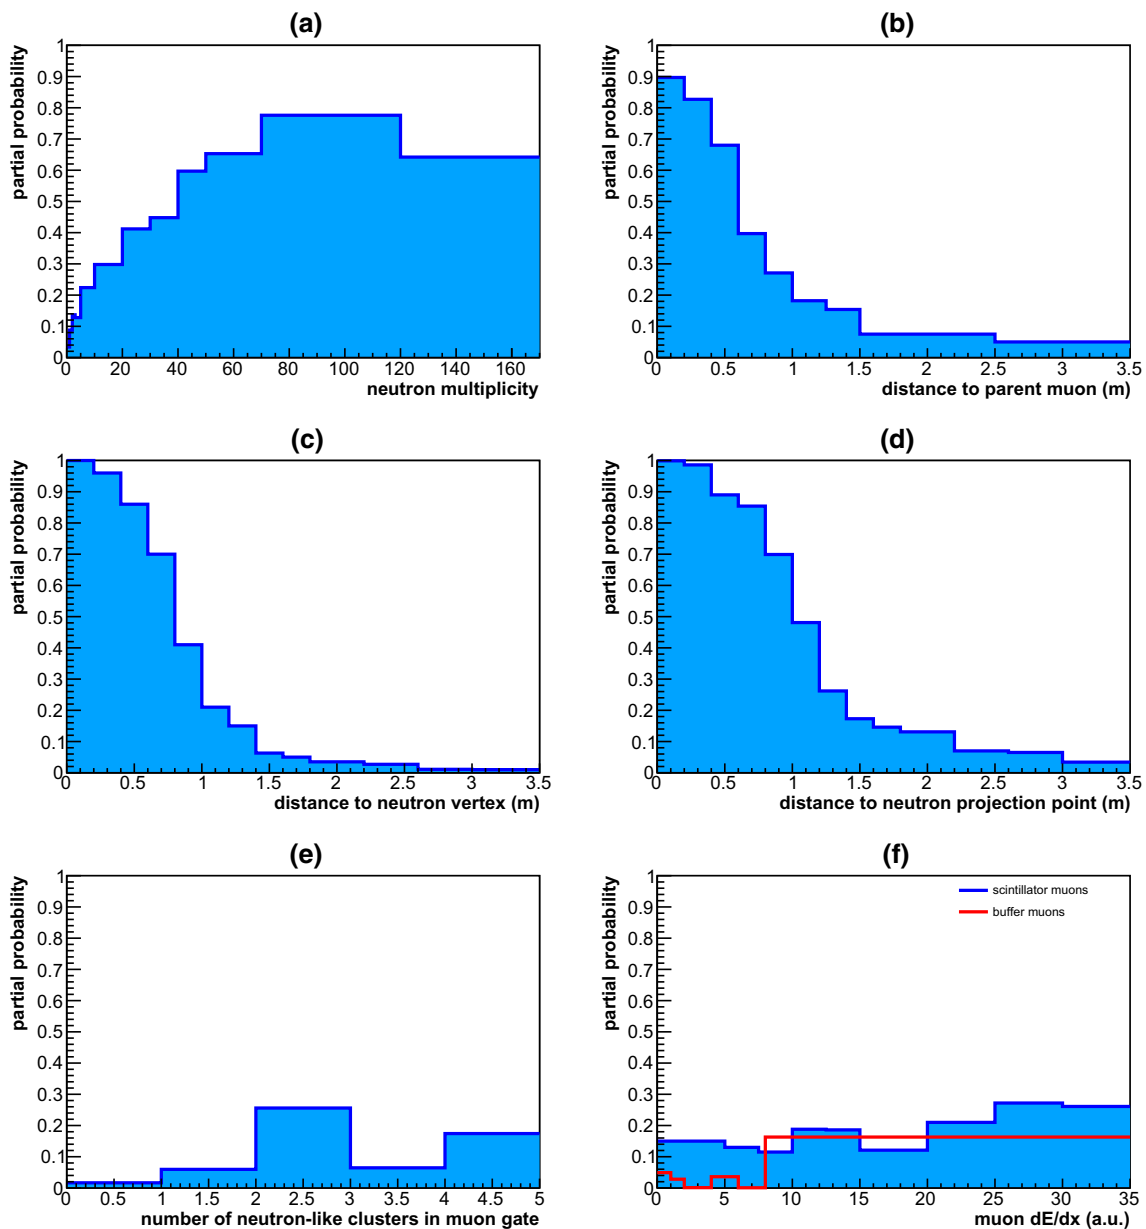 (a)
partial probability
1
0.9
0.8
0.7
0.6
0.5
0.4
0.3
0.2
0.1
0
0 20 40 60 80 100 120 140 160
neutron multiplicity
(b)
partial probability
1
0.9
0.8
0.7
0.6
0.5
0.4
0.3
0.2
0.1
0
0 0.5 1 1.5 2 2.5 3 3.5
distance to parent muon (m)
(c)
partial probability
1
0.9
0.8
0.7
0.6
0.5
0.4
0.3
0.2
0.1
0
0 0.5 1 1.5 2 2.5 3 3.5
distance to neutron vertex (m)
(d)
partial probability
1
0.9
0.8
0.7
0.6
0.5
0.4
0.3
0.2
0.1
0
0 0.5 1 1.5 2 2.5 3 3.5
distance to neutron projection point (m)
(e)
partial probability
1
0.9
0.8
0.7
0.6
0.5
0.4
0.3
0.2
0.1
0
0 0.5 1 1.5 2 2.5 3 3.5 4 4.5 5
number of neutron-like clusters in muon gate
(f)
partial probability
1
0.9
0.8
0.7
0.6
0.5
0.4
0.3
0.2
0.1
0
scintillator muons
buffer muons
0 5 10 15 20 25 30 35
muon dE/dx (a.u.)